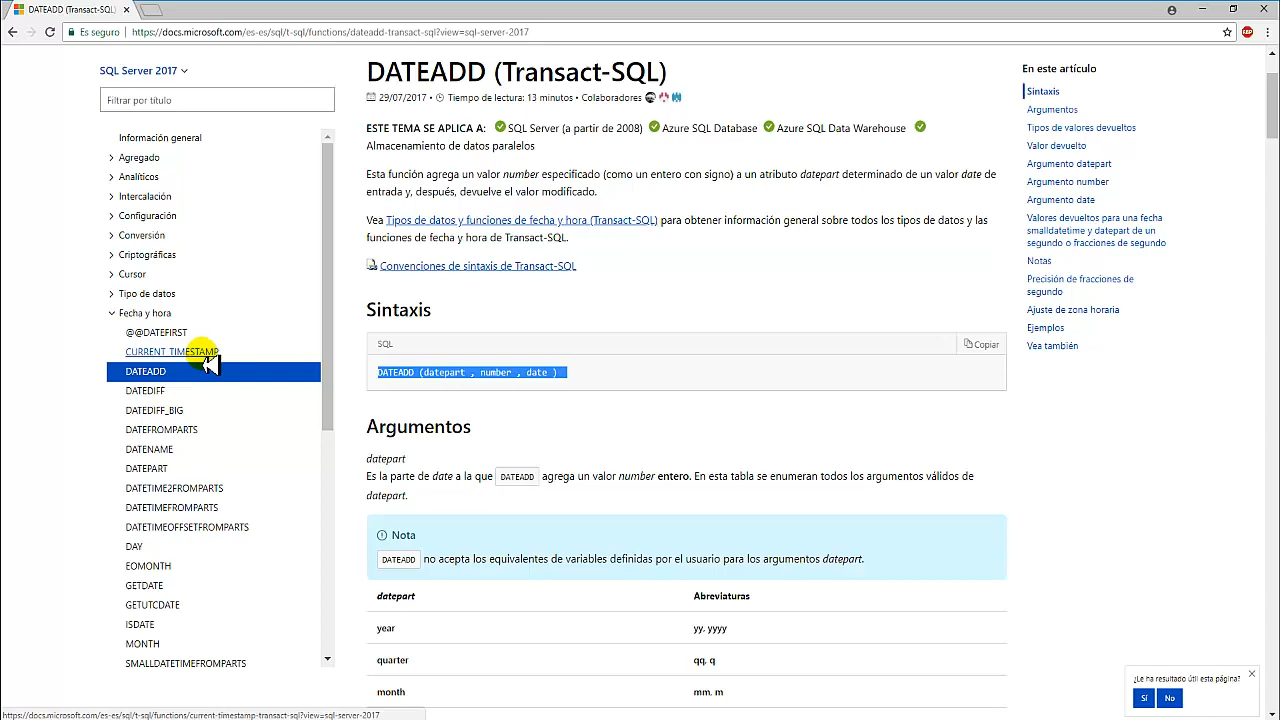 DATEADD (Transact-SQL)
Es seguro | https://docs.microsoft.com/es-es/sql/t-sql/functions/dateadd-transact-sql?view=sql-server-2017
SQL Server 2017
Filtrar por título
Información general
Agregado
Analíticos
Intercalación
Configuración
Conversión
Criptográficas
Cursor
Tipo de datos
Fecha y hora
@@DATEFIRST
CURRENT_TIMESTAMP
DATEADD
DATEDIFF
DATEDIFF_BIG
DATEFROMPARTS
DATENAME
DATEPART
DATETIME2FROMPARTS
DATETIMEFROMPARTS
DATETIMEOFFSETFROMPARTS
DAY
EOMONTH
GETDATE
GETUTCDATE
ISDATE
MONTH
SMALLDATETIMEFROMPARTS
DATEADD (Transact-SQL)
29/07/2017 • Tiempo de lectura: 13 minutos • Colaboradores
ESTE TEMA SE APLICA A: SQL Server (a partir de 2008) Azure SQL Database Azure SQL Data Warehouse
Almacenamiento de datos paralelos
Esta función agrega un valor number especificado (como un entero con signo) a un atributo datepart determinado de un valor date de
entrada y, después, devuelve el valor modificado.
Vea Tipos de datos y funciones de fecha y hora (Transact-SQL) para obtener información general sobre todos los tipos de datos y las
funciones de fecha y hora de Transact-SQL.
Convenciones de sintaxis de Transact-SQL
Sintaxis
SQL
Copiar
DATEADD (datepart , number , date )
Argumentos
datepart
Es la parte de date a la que DATEADD agrega un valor number entero. En esta tabla se enumeran todos los argumentos válidos de
datepart.
Nota
DATEADD no acepta los equivalentes de variables definidas por el usuario para los argumentos datepart.
datepart Abreviaturas
year yy, yyyy
quarter qq, q
month mm, m
En este artículo
Sintaxis
Argumentos
Tipos de valores devueltos
Valor devuelto
Argumento datepart
Argumento number
Argumento date
Valores devueltos para una fecha
smalldatetime y datepart de un
segundo o fracciones de segundo
Notas
Precisión de fracciones de
segundo
Ajuste de zona horaria
Ejemplos
Vea también
¿Le ha resultado útil esta página?
Sí No
https://docs.microsoft.com/es-es/sql/t-sql/functions/current-timestamp-transact-sql?view=sql-server-2017